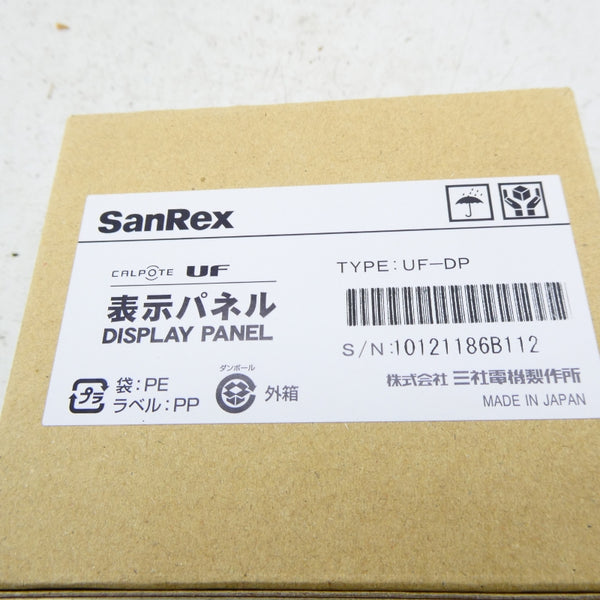 SanRex
CALPOTE UF
表示パネル
DISPLAY PANEL
TYPE: UF-DP
S/N: 10121186B112
プラ
袋: PE
ラベル: PP
ダンボール
外箱
株式会社 三社電機製作所
MADE IN JAPAN